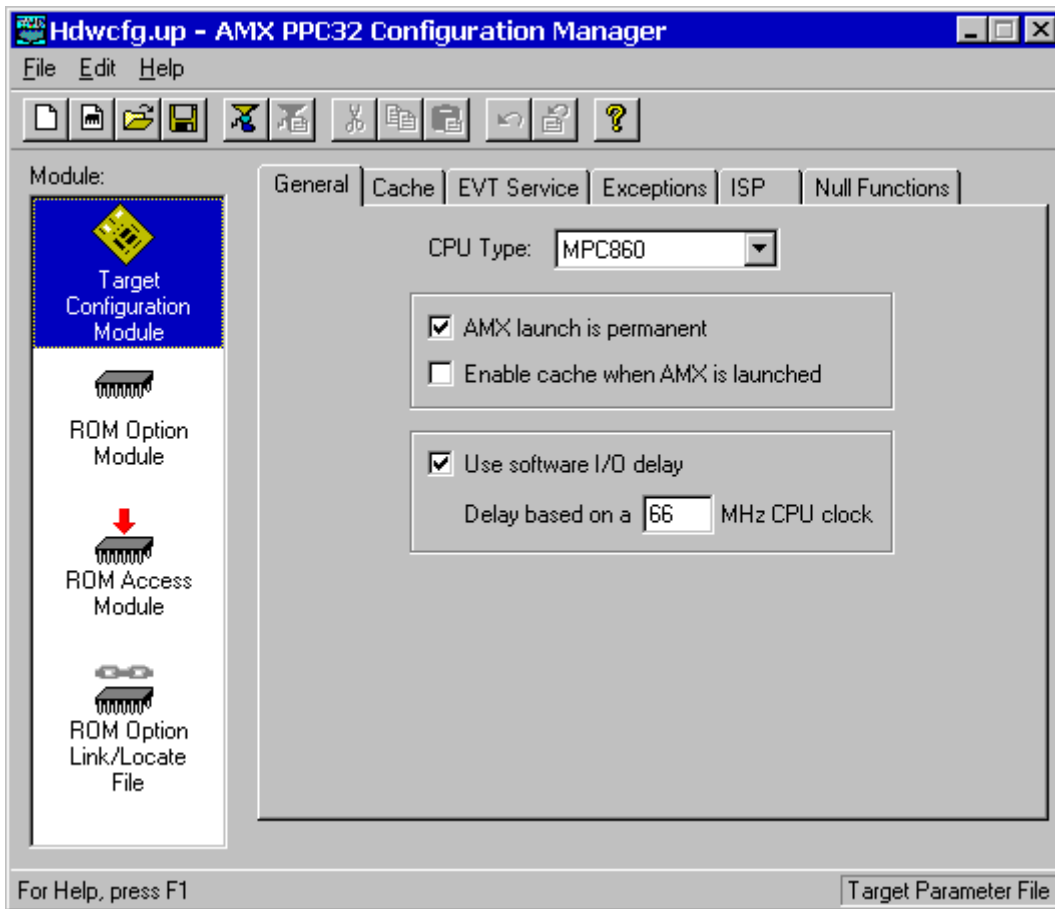 Hdwcfg.up - AMX PPC32 Configuration Manager
File Edit Help
Module:
Target
Configuration
Module
ROM Option
Module
ROM Access
Module
ROM Option
Link/Locate
File
General Cache EVT Service Exceptions ISP Null Functions
CPU Type: MPC860
AMX launch is permanent
Enable cache when AMX is launched
Use software I/O delay
Delay based on a 66 MHz CPU clock
For Help, press F1
Target Parameter File